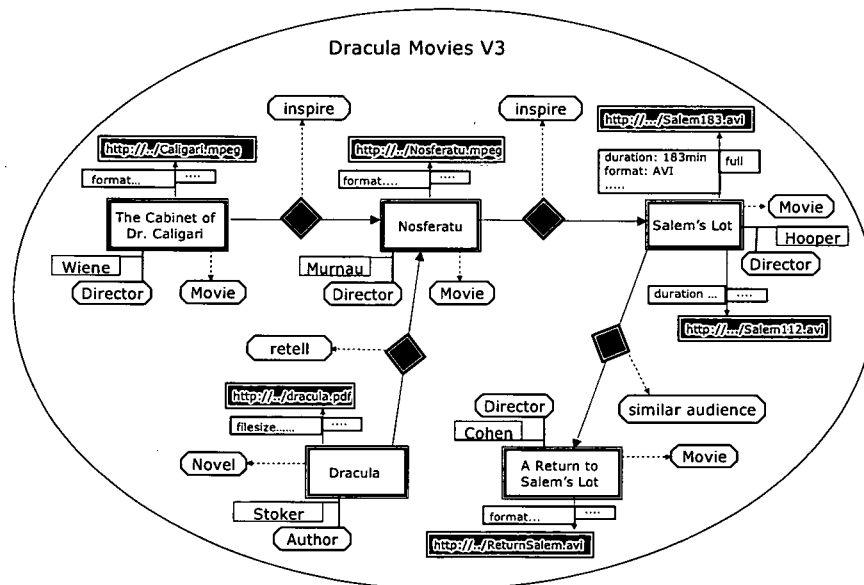 Dracula Movies V3
inspire
inspire
http://../Caligari.mpeg
http://../Nosferatu.mpeg
http://.../Salem183.avi
format...
....
format....
....
duration: 183min
format: AVI
.....
full
The Cabinet of
Dr. Caligari
Nosferatu
Salem's Lot
Movie
Hooper
Director
Wiene
Director
Movie
Murnau
Director
Movie
duration ...
....
http://.../Salem112.avi
retell
http://../dracula.pdf
filesize......
....
similar audience
Director
Cohen
Novel
Dracula
A Return to
Salem's Lot
Movie
Stoker
Author
format...
....
http://../ReturnSalem.avi